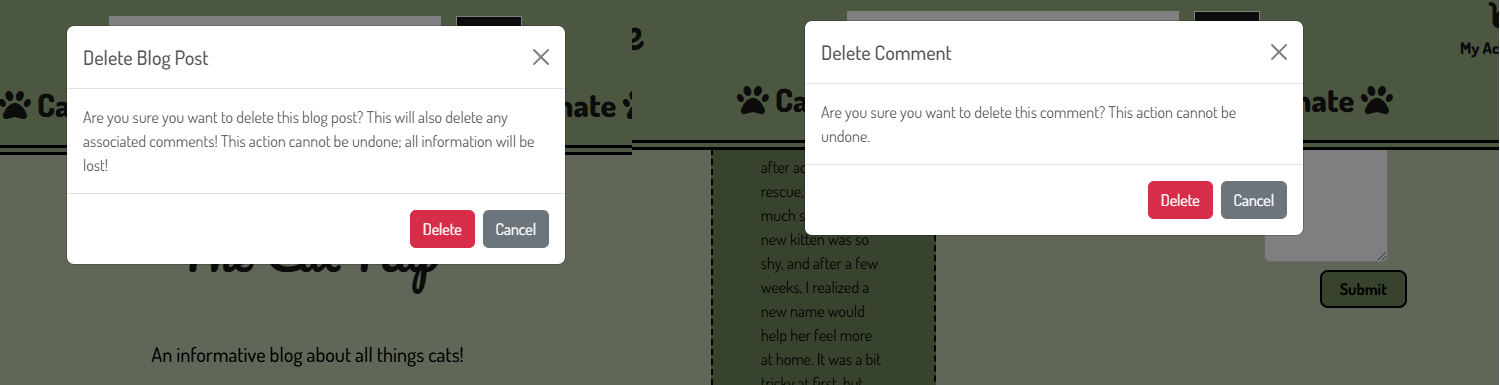 Delete Blog Post
Are you sure you want to delete this blog post? This will also delete any
associated comments! This action cannot be undone; all information will be
lost!
Delete Cancel
The Cat Flap
An informative blog about all things cats!
My Ac
Delete Comment
Are you sure you want to delete this comment? This action cannot be
undone.
Delete Cancel
Ca
nate
Ca
nate
after
rescue,
much
new kitten was so
shy, and after a few
weeks, I realized a
new name would
help her feel more
at home. It was a bit
tricky at first, but
Submit